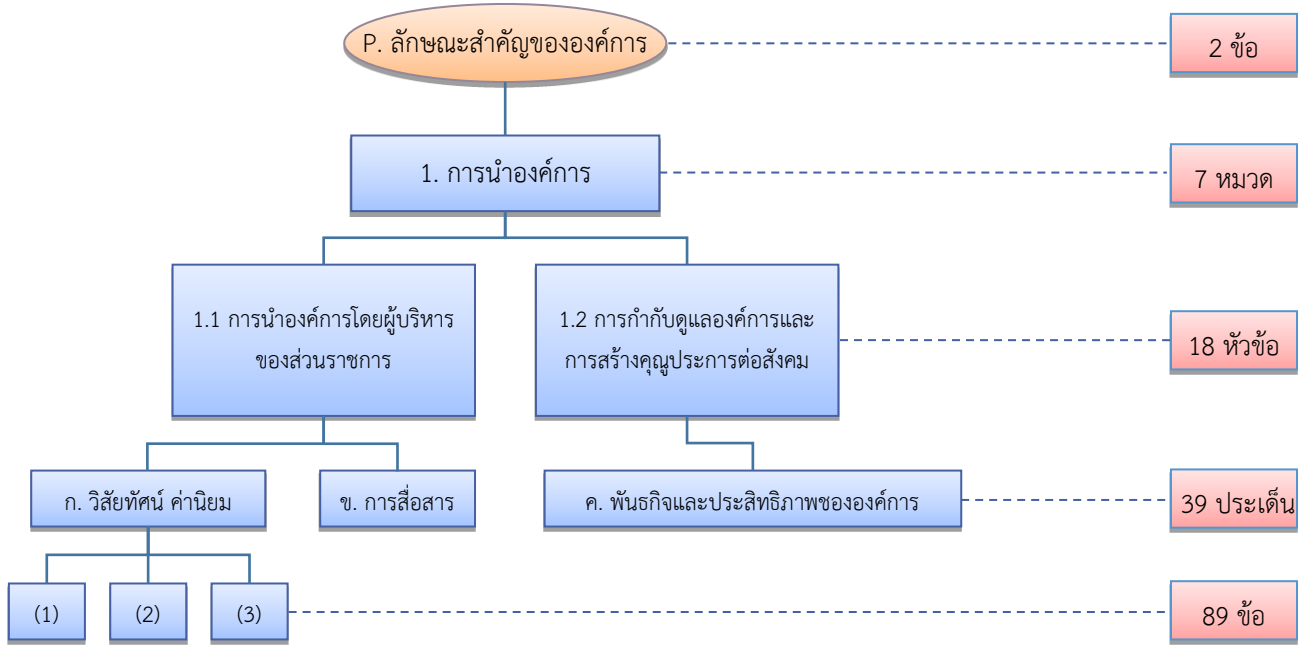 P. ลักษณะสำคัญขององค์การ
2 ข้อ
1. การนำองค์การ
7 หมวด
1.1 การนำองค์การโดยผู้บริหาร
ของส่วนราชการ
1.2 การกำกับดูแลองค์การและ
การสร้างคุณูประการต่อสังคม
18 หัวข้อ
ก. วิสัยทัศน์ ค่านิยม
ข. การสื่อสาร
ค. พันธกิจและประสิทธิภาพชององค์การ
39 ประเด็น
(1)
(2)
(3)
89 ข้อ